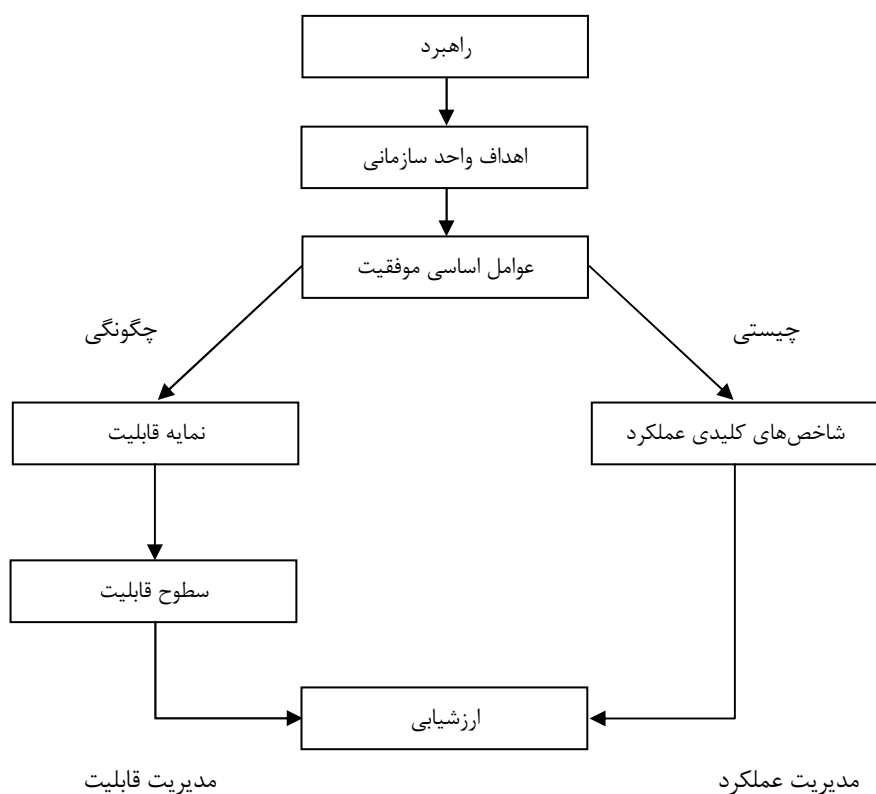 راهبرد
اهداف واحد سازمانی
عوامل اساسی موفقیت
چیستی
چگونگی
شاخص‌های کلیدی عملکرد
نمایه قابلیت
سطوح قابلیت
ارزشیابی
مدیریت عملکرد
مدیریت قابلیت